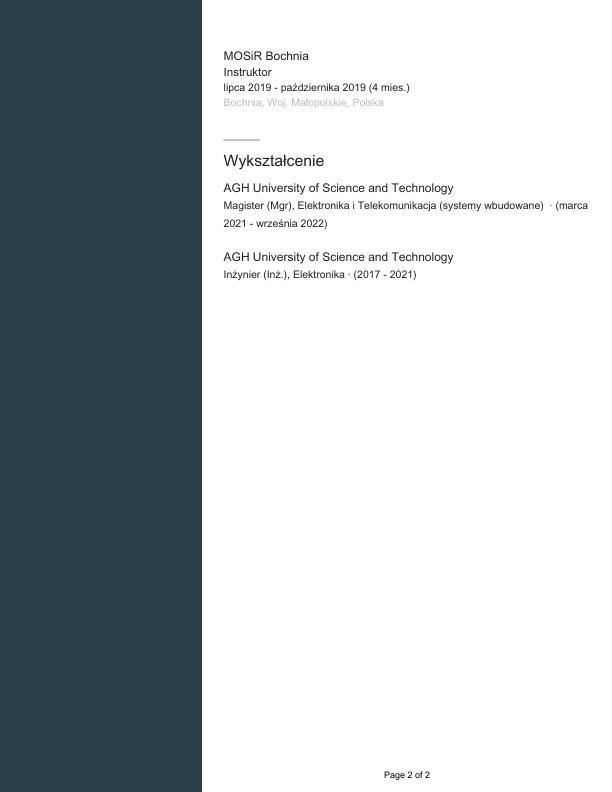 MOSiR Bochnia
Instruktor
lipca 2019 - października 2019 (4 mies.)
Bochnia, Woj. Małopolskie, Polska
Wykształcenie
AGH University of Science and Technology
Magister (Mgr), Elektronika i Telekomunikacja (systemy wbudowane) · (marca
2021 - września 2022)
AGH University of Science and Technology
Inżynier (Inż.), Elektronika · (2017 - 2021)
Page 2 of 2